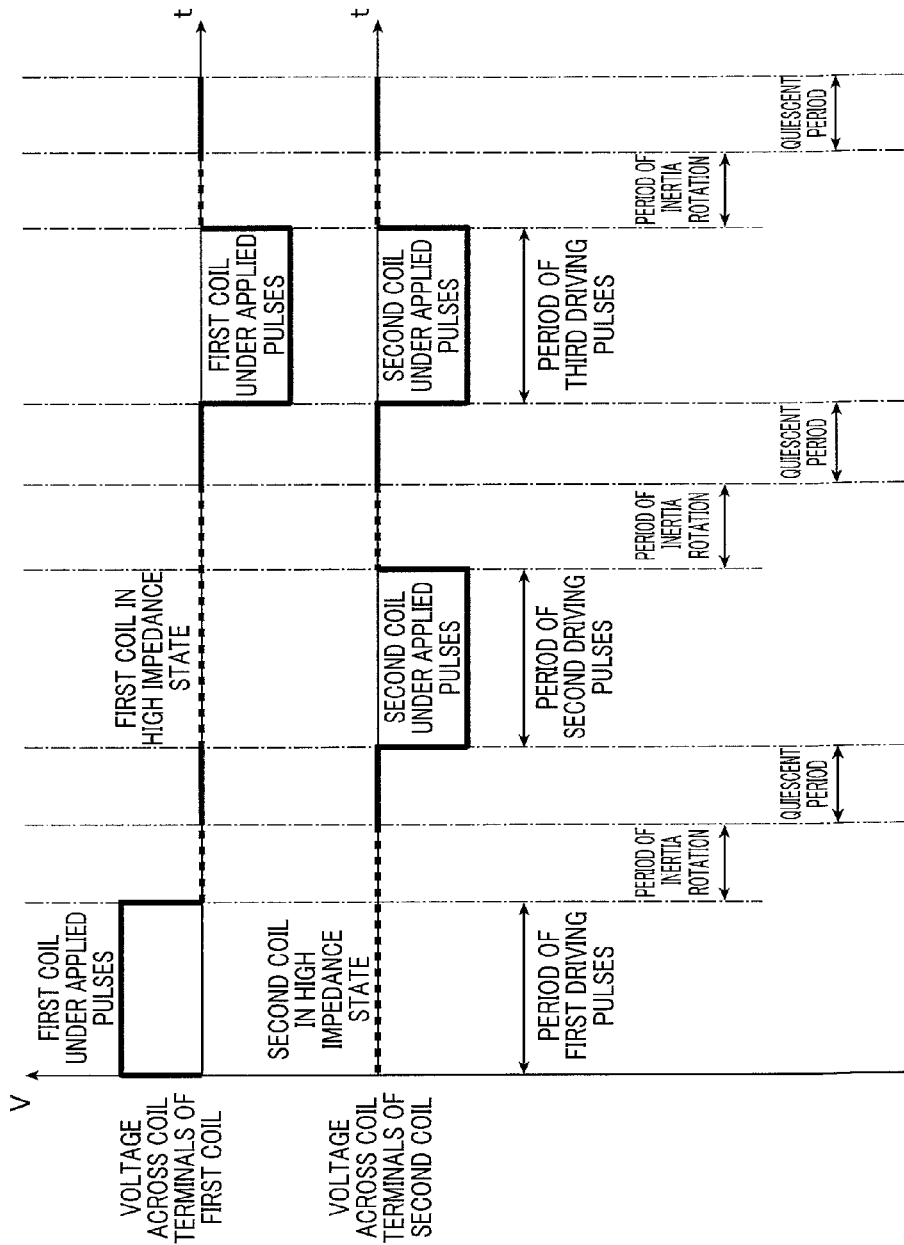 V
VOLTAGE
ACROSS COIL
TERMINALS OF
FIRST COIL
FIRST COIL
UNDER APPLIED
PULSES
FIRST COIL IN
HIGH IMPEDANCE
STATE
FIRST COIL
UNDER APPLIED
PULSES
t
VOLTAGE
ACROSS COIL
TERMINALS OF
SECOND COIL
SECOND COIL
IN HIGH
IMPEDANCE
STATE
SECOND COIL
UNDER APPLIED
PULSES
SECOND COIL
UNDER APPLIED
PULSES
t
PERIOD OF
FIRST DRIVING
PULSES
PERIOD OF
SECOND DRIVING
PULSES
PERIOD OF
THIRD DRIVING
PULSES
PERIOD OF
INERTIA
ROTATION
PERIOD OF
INERTIA
ROTATION
PERIOD OF
INERTIA
ROTATION
QUIESCENT
PERIOD
QUIESCENT
PERIOD
QUIESCENT
PERIOD